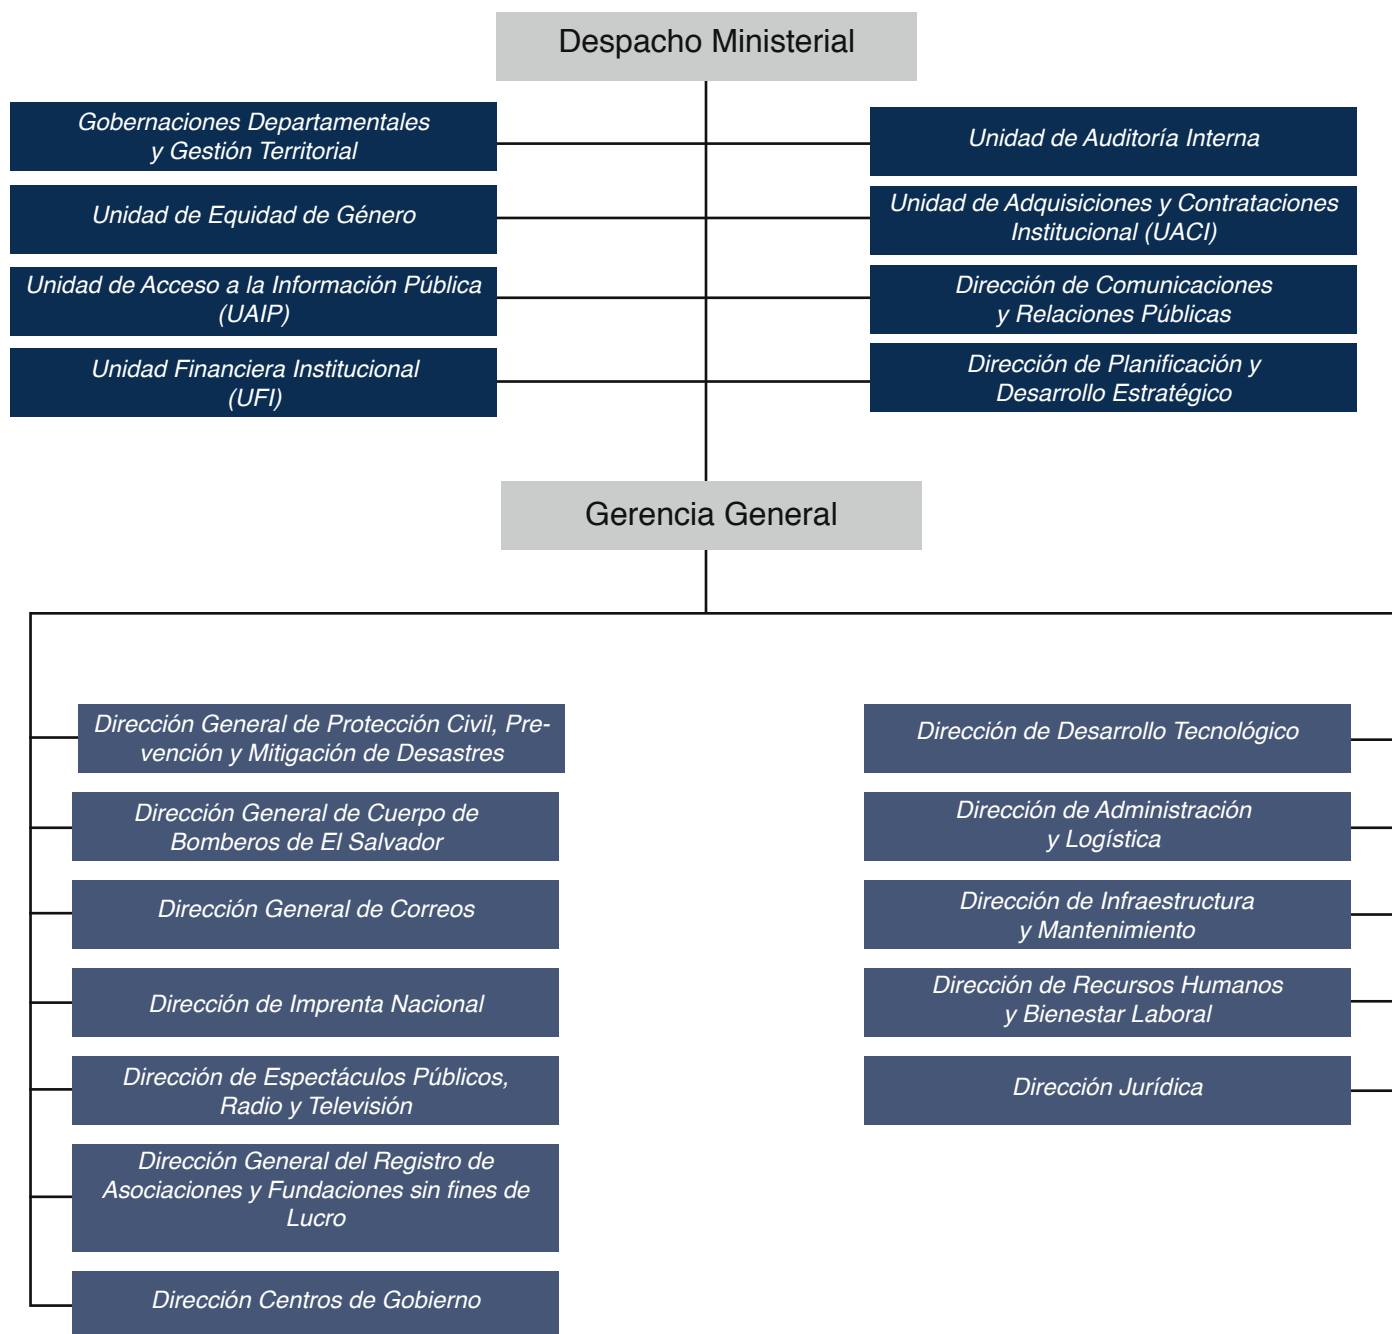 Despacho Ministerial
Gobernaciones Departamentales
y Gestión Territorial
Unidad de Auditoría Interna
Unidad de Equidad de Género
Unidad de Adquisiciones y Contrataciones
Institucional (UACI)
Unidad de Acceso a la Información Pública
(UAIP)
Dirección de Comunicaciones
y Relaciones Públicas
Unidad Financiera Institucional
(UFI)
Dirección de Planificación y
Desarrollo Estratégico
Gerencia General
Dirección General de Protección Civil, Pre-
vención y Mitigación de Desastres
Dirección General de Cuerpo de
Bomberos de El Salvador
Dirección General de Correos
Dirección de Imprenta Nacional
Dirección de Espectáculos Públicos,
Radio y Televisión
Dirección General del Registro de
Asociaciones y Fundaciones sin fines de
Lucro
Dirección Centros de Gobierno
Dirección de Desarrollo Tecnológico
Dirección de Administración
y Logística
Dirección de Infraestructura
y Mantenimiento
Dirección de Recursos Humanos
y Bienestar Laboral
Dirección Jurídica